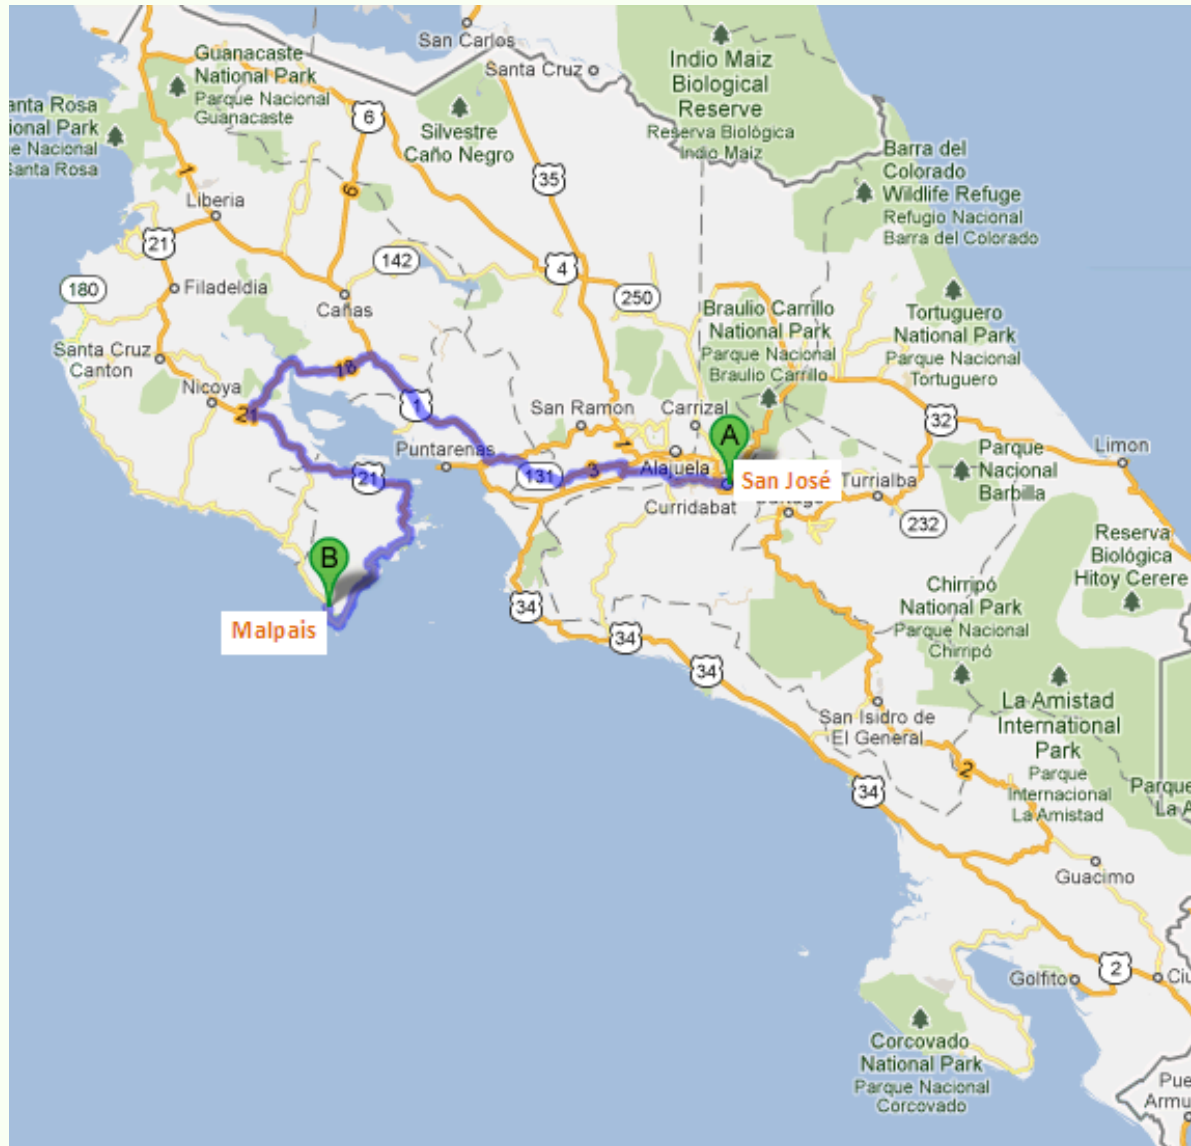 San Carlos
Guanacaste
National Park
Parque Nacional
Guanacaste
Santa Cruz
Indio Maiz
Biological
Reserve
Reserva Biológica
Indio Maiz
anta Rosa
ional Park
e Nacional
Santa Rosa
6
Silvestre
Caño Negro
Barra del
Colorado
Wildlife Refuge
Refugio Nacional
Barra del Colorado
1
6
35
Liberia
21
142
4
180
Filadeldia
Cañas
250
Braulio Carrillo
National Park
Parque Nacional
Braulio Carrillo
Tortuguero
National Park
Parque Nacional
Tortuguero
Santa Cruz
Canton
18
Nicoya
21
1
San Ramon
Carrizal
32
Puntarenas
1
A
Limon
Parque
Nacional
Barbilla
21
131
3
Alajuela
San José
Turrialba
Curridabat
232
Reserva
Biológica
Hitoy Cerere
B
Chirripó
National Park
Parque Nacional
Chirripó
Malpais
34
34
34
La Amistad
International
Park
Parque
Internacional
La Amistad
San Isidro de
El General
2
34
Parque
La A
Guacimo
2
Golfito
Ciu
Corcovado
National Park
Parque Nacional
Corcovado
Pue
Armu